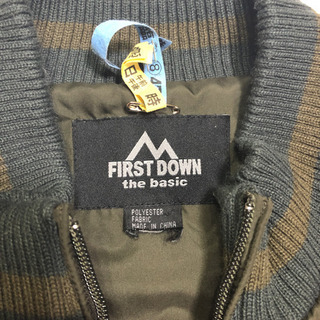 FIRST DOWN
the basic
POLYESTER
FABRIC
MADE IN CHINA